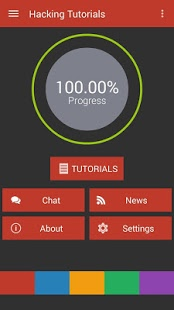 Hacking Tutorials
100.00%
Progress
TUTORIALS
Chat
News
About
Settings